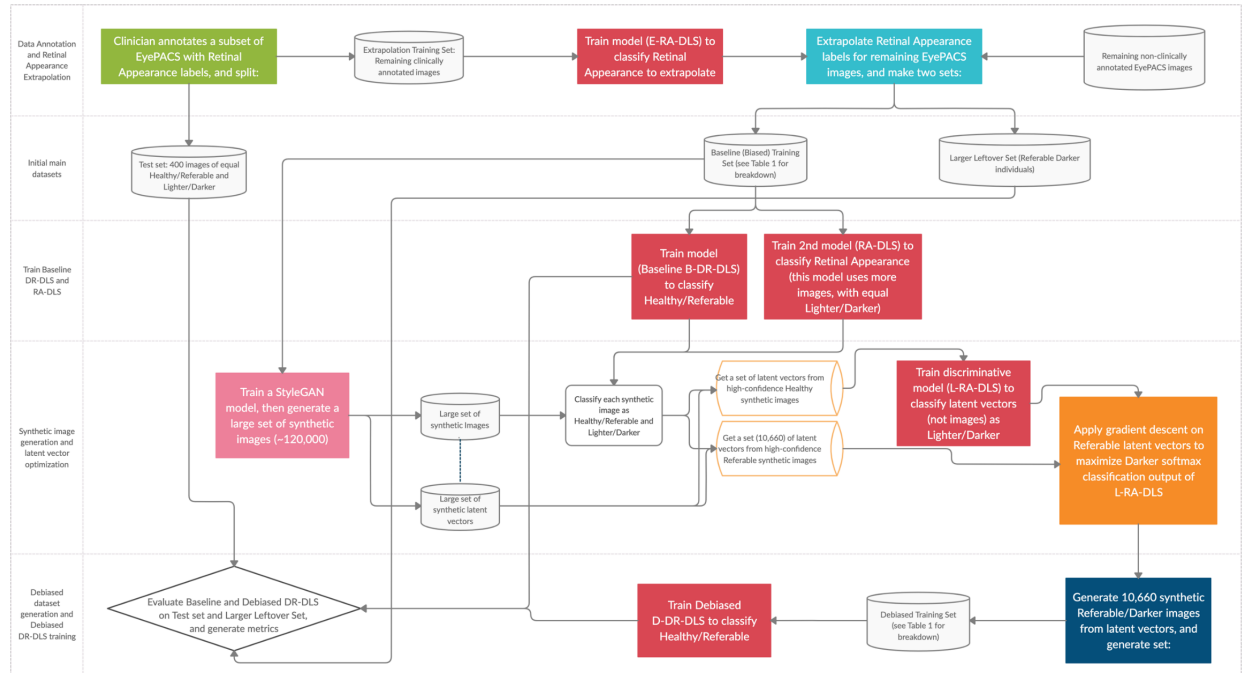 Data Annotation
and Retinal
Appearance
Extrapolation
Clinician annotates a subset of
EyePACS with Retinal
Appearance labels, and split:
Extrapolation Training Set:
Remaining clinically
annotated images
Train model (E-RA-DLS) to
classify Retinal
Appearance to extrapolate
Extrapolate Retinal Appearance
labels for remaining EyePACS
images, and make two sets:
Remaining non-clinically
annotated EyePACS images
Initial main
datasets
Test set: 400 images of equal
Healthy/Referable and
Lighter/Darker
Baseline (Biased) Training
Set (see Table 1 for
breakdown)
Larger Leftover Set (Referable Darker
individuals)
Train Baseline
DR-DLS and
RA-DLS
Train model
(Baseline B-DR-DLS)
to classify
Healthy/Referable
Train 2nd model (RA-DLS) to
classify Retinal Appearance
(this model uses more
images, with equal
Lighter/Darker)
Synthetic image
generation and
latent vector
optimization
Train a StyleGAN
model, then generate a
large set of synthetic
images (~120,000)
Large set of
synthetic Images
Large set of
synthetic latent
vectors
Classify each synthetic
image as
Healthy/Referable and
Lighter/Darker
Get a set of latent vectors from
high-confidence Healthy
synthetic images
Get a set (10,660) of latent
vectors from high-confidence
Referable synthetic images
Train discriminative
model (L-RA-DLS) to
classify latent vectors
(not images) as
Lighter/Darker
Apply gradient descent on
Referable latent vectors to
maximize Darker softmax
classification output of
L-RA-DLS
Debiased
dataset
generation and
Debiased
DR-DLS training
Evaluate Baseline and Debiased DR-DLS
on Test set and Larger Leftover Set,
and generate metrics
Train Debiased
D-DR-DLS to classify
Healthy/Referable
Debiased Training Set
(see Table 1 for
breakdown)
Generate 10,660 synthetic
Referable/Darker images
from latent vectors, and
generate set: